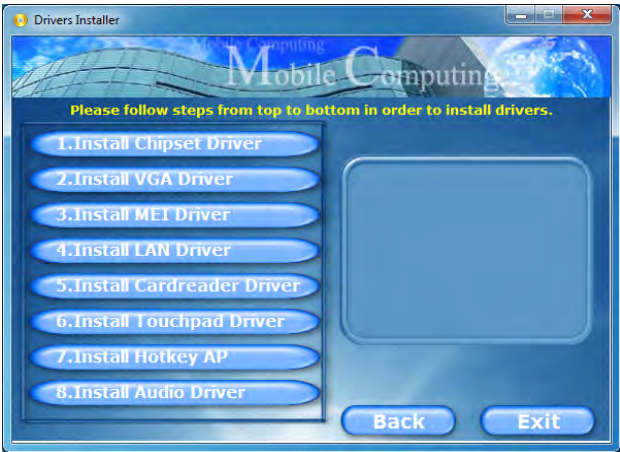 Drivers Installer
Mobile Computing
Mobile Computing
Please follow steps from top to bottom in order to install drivers.
1.Install Chipset Driver
2.Install VGA Driver
3.Install MEI Driver
4.Install LAN Driver
5.Install Cardreader Driver
6.Install Touchpad Driver
7.Install Hotkey AP
8.Install Audio Driver
Back
Exit